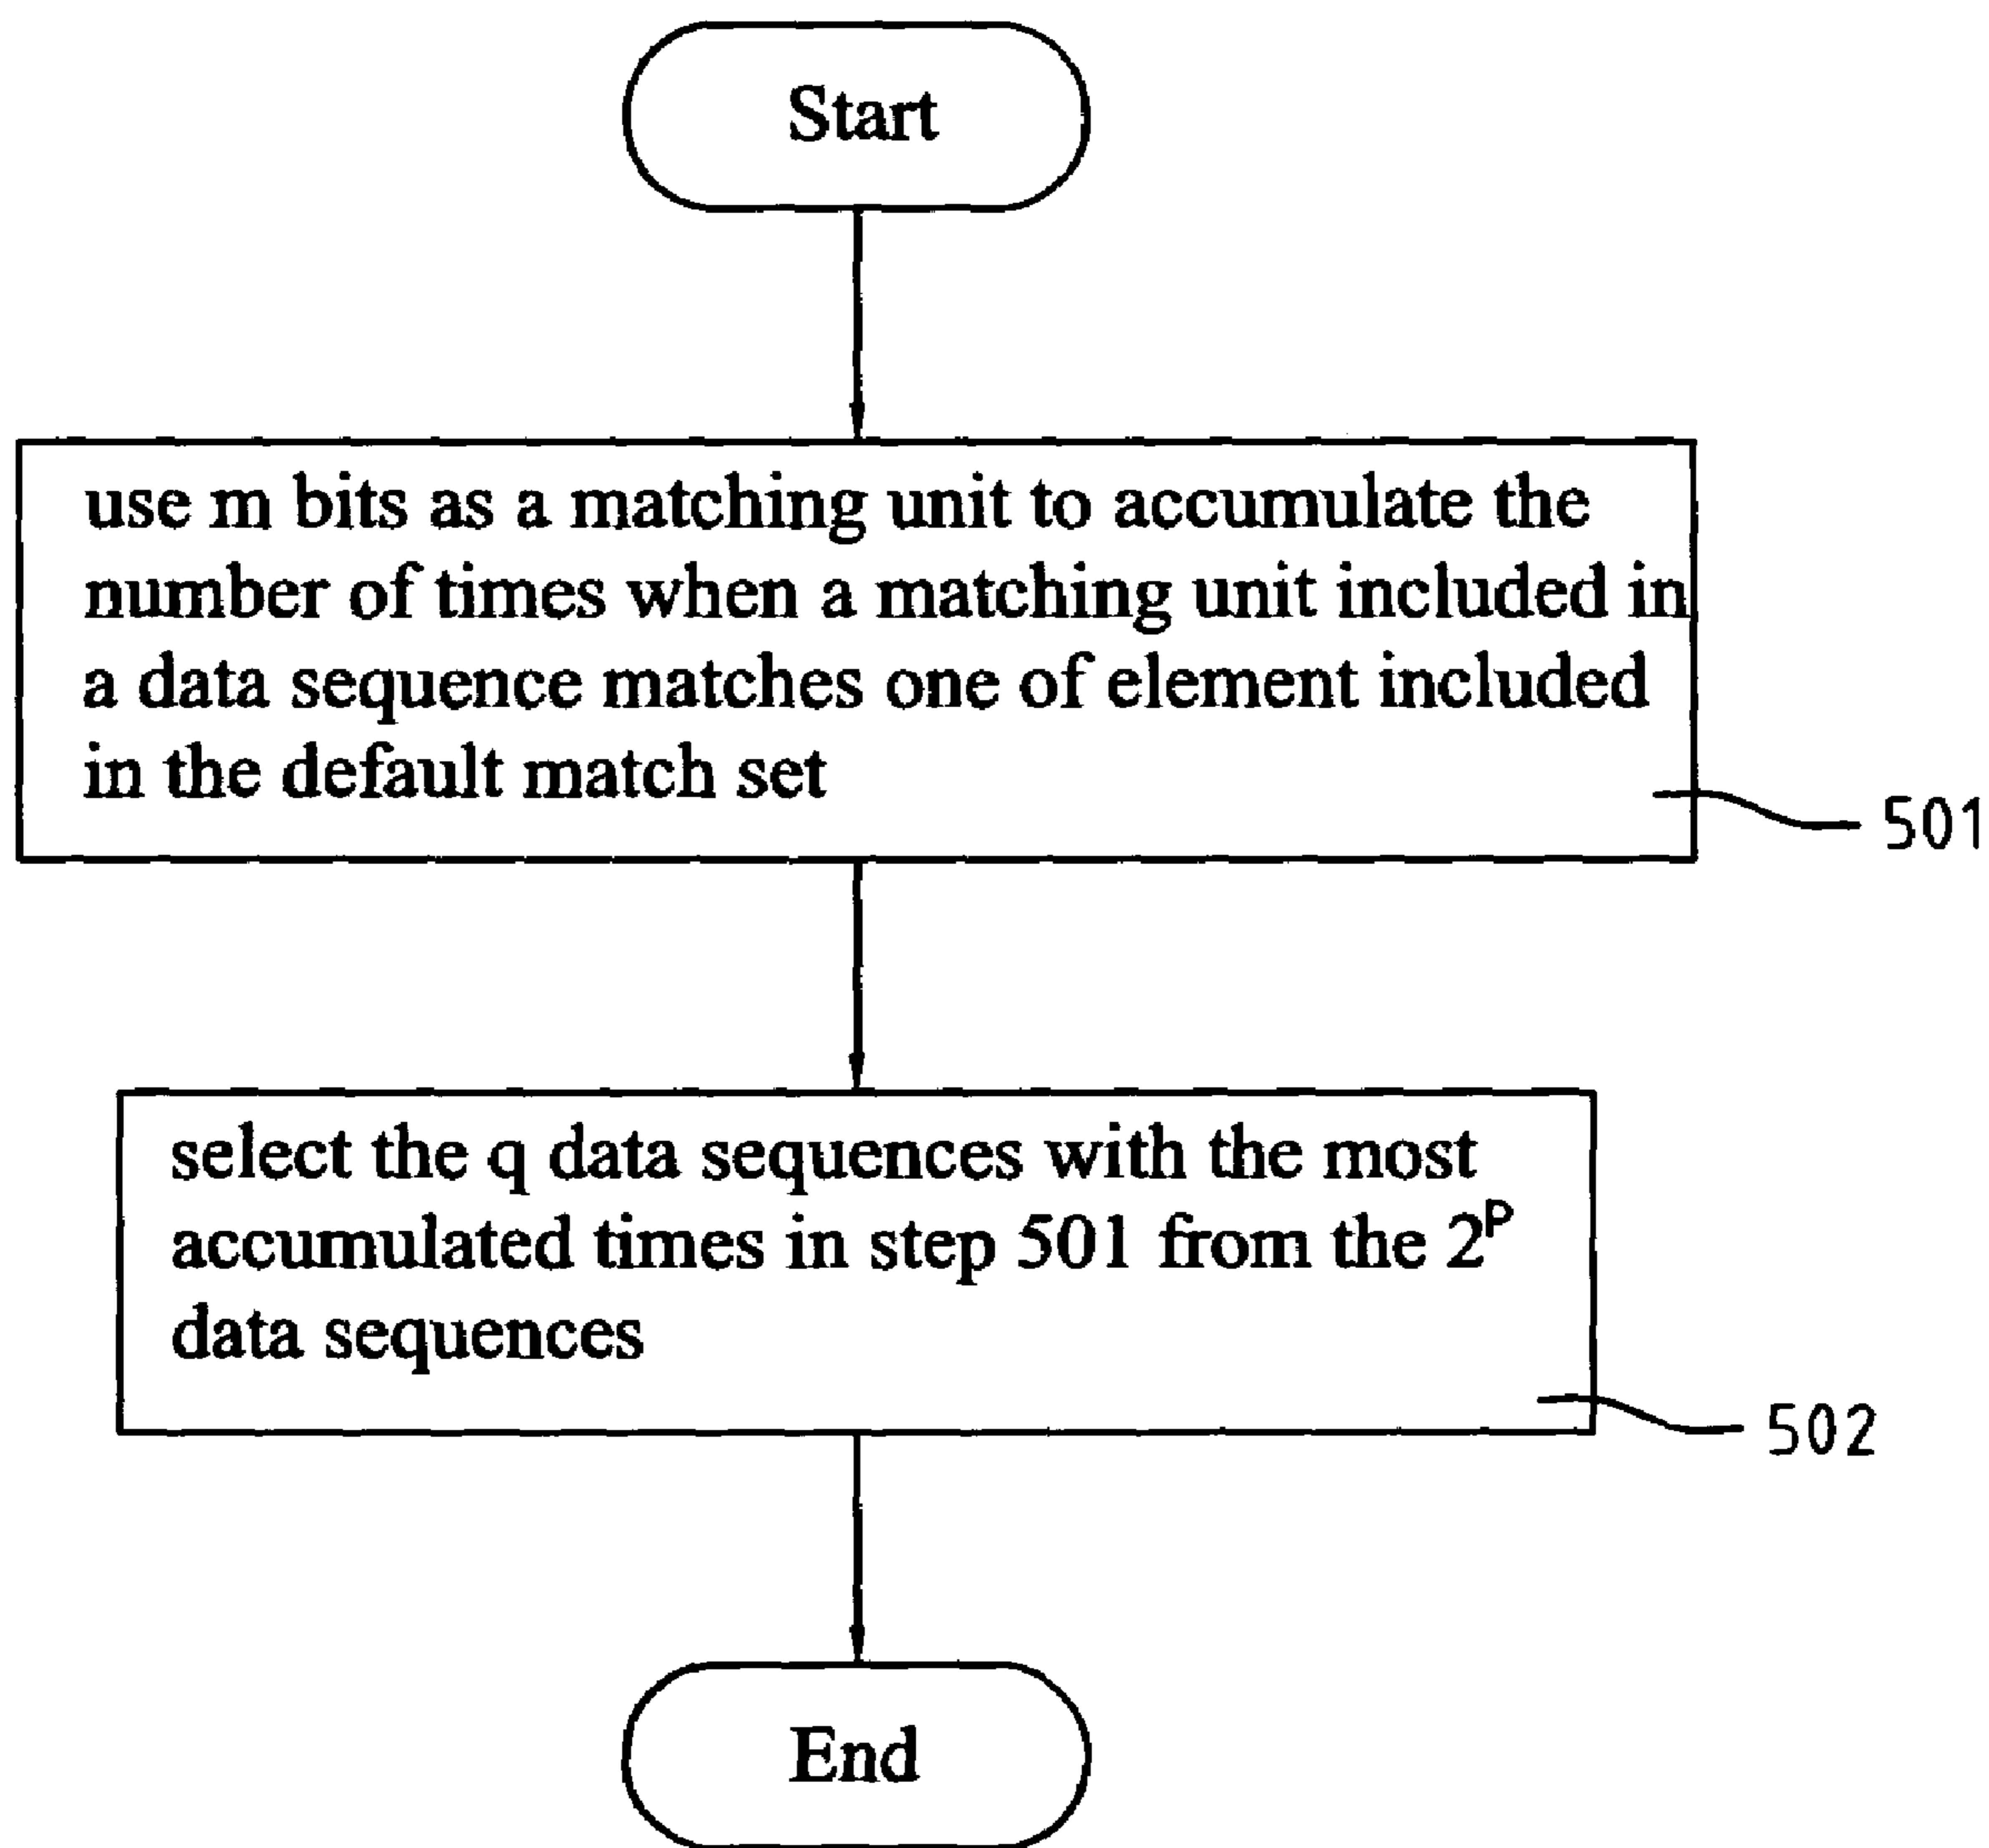 Start
use m bits as a matching unit to accumulate the
number of times when a matching unit included in
a data sequence matches one of element included
in the default match set
501
select the q data sequences with the most
accumulated times in step 501 from the 2ᴾ
data sequences
502
End